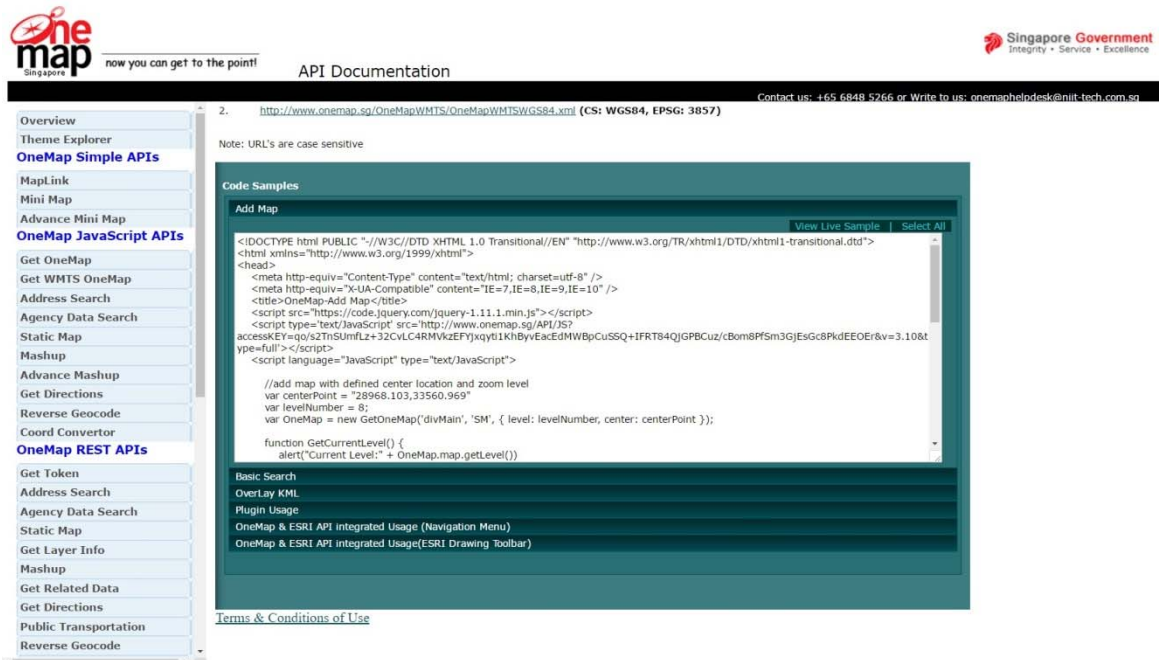 One
map
Singapore
now you can get to the point!
API Documentation
Singapore Government
Integrity • Service • Excellence
Contact us: +65 6848 5266 or Write to us: onemaphelpdesk@niit-tech.com.sg
Overview
Theme Explorer
OneMap Simple APIs
MapLink
Mini Map
Advance Mini Map
OneMap JavaScript APIs
Get OneMap
Get WMTS OneMap
Address Search
Agency Data Search
Static Map
Mashup
Advance Mashup
Get Directions
Reverse Geocode
Coord Convertor
OneMap REST APIs
Get Token
Address Search
Agency Data Search
Static Map
Get Layer Info
Mashup
Get Related Data
Get Directions
Public Transportation
Reverse Geocode
2. http://www.onemap.sg/OneMapWMTS/OneMapWMTSWGS84.xml (CS: WGS84, EPSG: 3857)
Note: URL's are case sensitive
Code Samples
Add Map
View Live Sample | Select All
<!DOCTYPE html PUBLIC "-//W3C//DTD XHTML 1.0 Transitional//EN" "http://www.w3.org/TR/xhtml1/DTD/xhtml1-transitional.dtd">
<html xmlns="http://www.w3.org/1999/xhtml">
<head>
<meta http-equiv="Content-Type" content="text/html; charset=utf-8" />
<meta http-equiv="X-UA-Compatible" content="IE=7,IE=8,IE=9,IE=10" />
<title>OneMap-Add Map</title>
<script src="https://code.jquery.com/jquery-1.11.1.min.js"></script>
<script type='text/JavaScript' src='http://www.onemap.sg/API/JS?
accessKEY=qo/s2TnSUmfLz+32CvLC4RMVkzEFYjxqyti1KhByvEacEdMWBpCuSSQ+IFRT84QjGPBCuz/cBom8PfSm3GjEsGc8PkdEEOEr&v=3.10&t
ype=full'></script>
<script language="JavaScript" type="text/JavaScript">
//add map with defined center location and zoom level
var centerPoint = "28968.103,33560.969"
var levelNumber = 8;
var OneMap = new GetOneMap('divMain', 'SM', { level: levelNumber, center: centerPoint });
function GetCurrentLevel() {
alert("Current Level:" + OneMap.map.getLevel())
Basic Search
OverLay KML
Plugin Usage
OneMap & ESRI API integrated Usage (Navigation Menu)
OneMap & ESRI API integrated Usage(ESRI Drawing Toolbar)
Terms & Conditions of Use